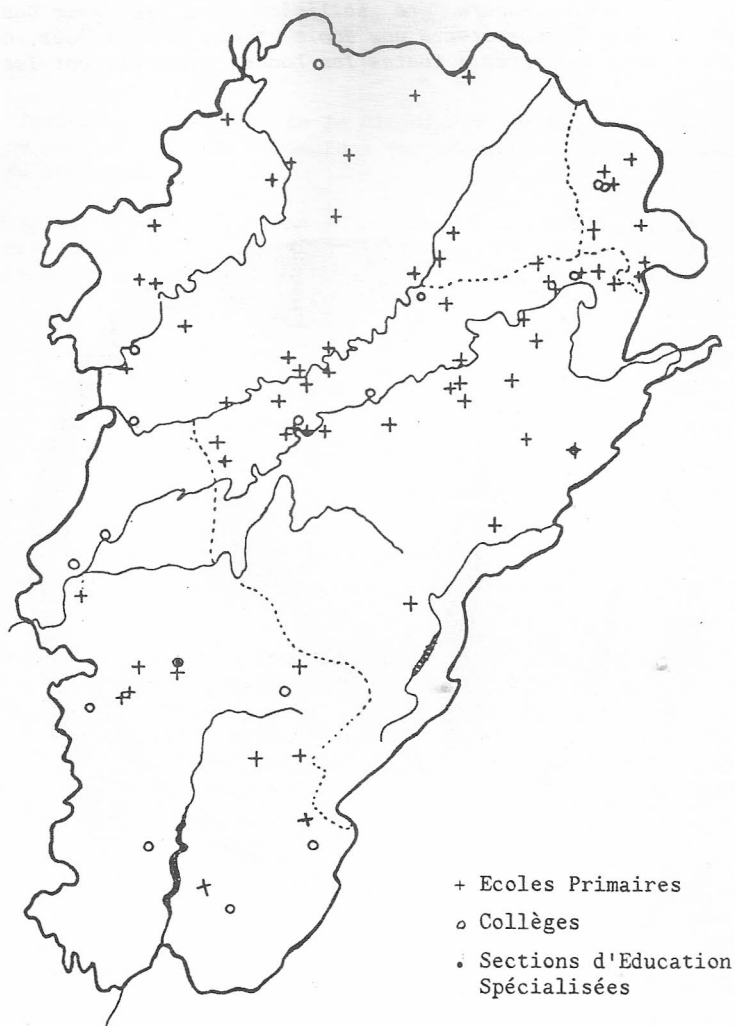 + Ecoles Primaires
o Collèges
• Sections d'Education
Spécialisées